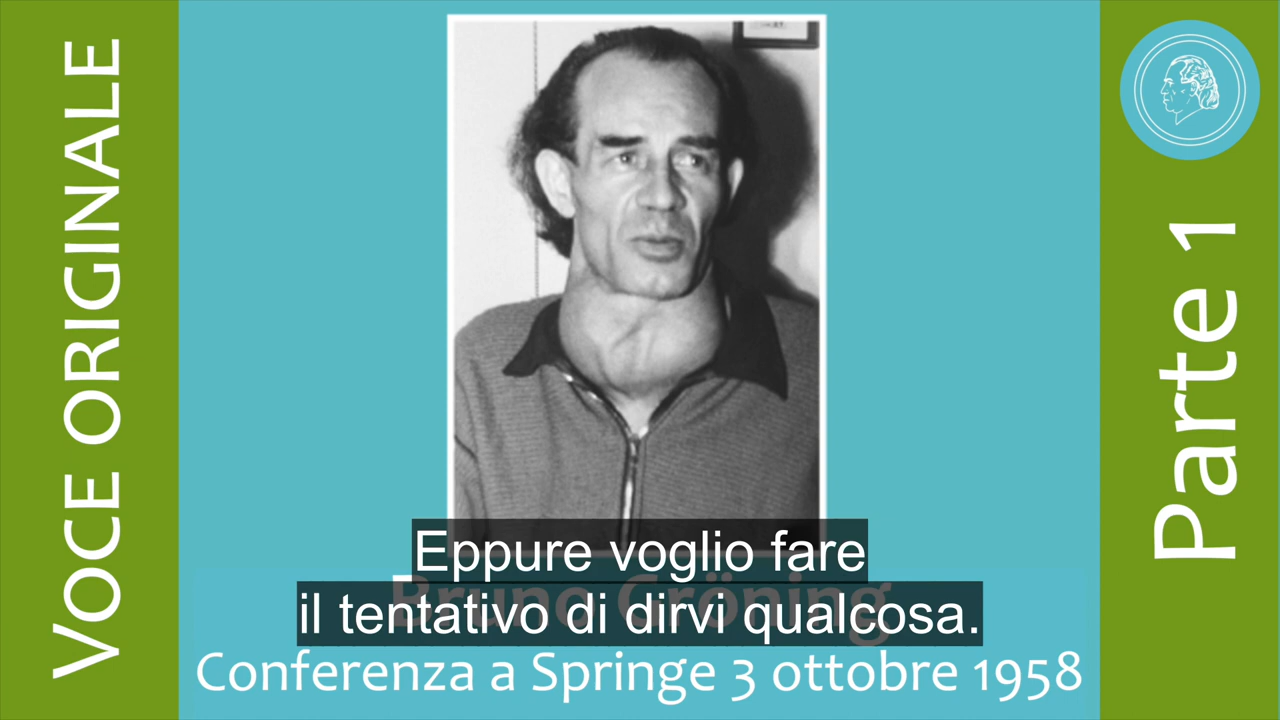 VOCE ORIGINALE
Eppure voglio fare
il tentativo di dirvi qualcosa.
Bruno Gröning
Conferenza a Springe 3 ottobre 1958
Parte 1